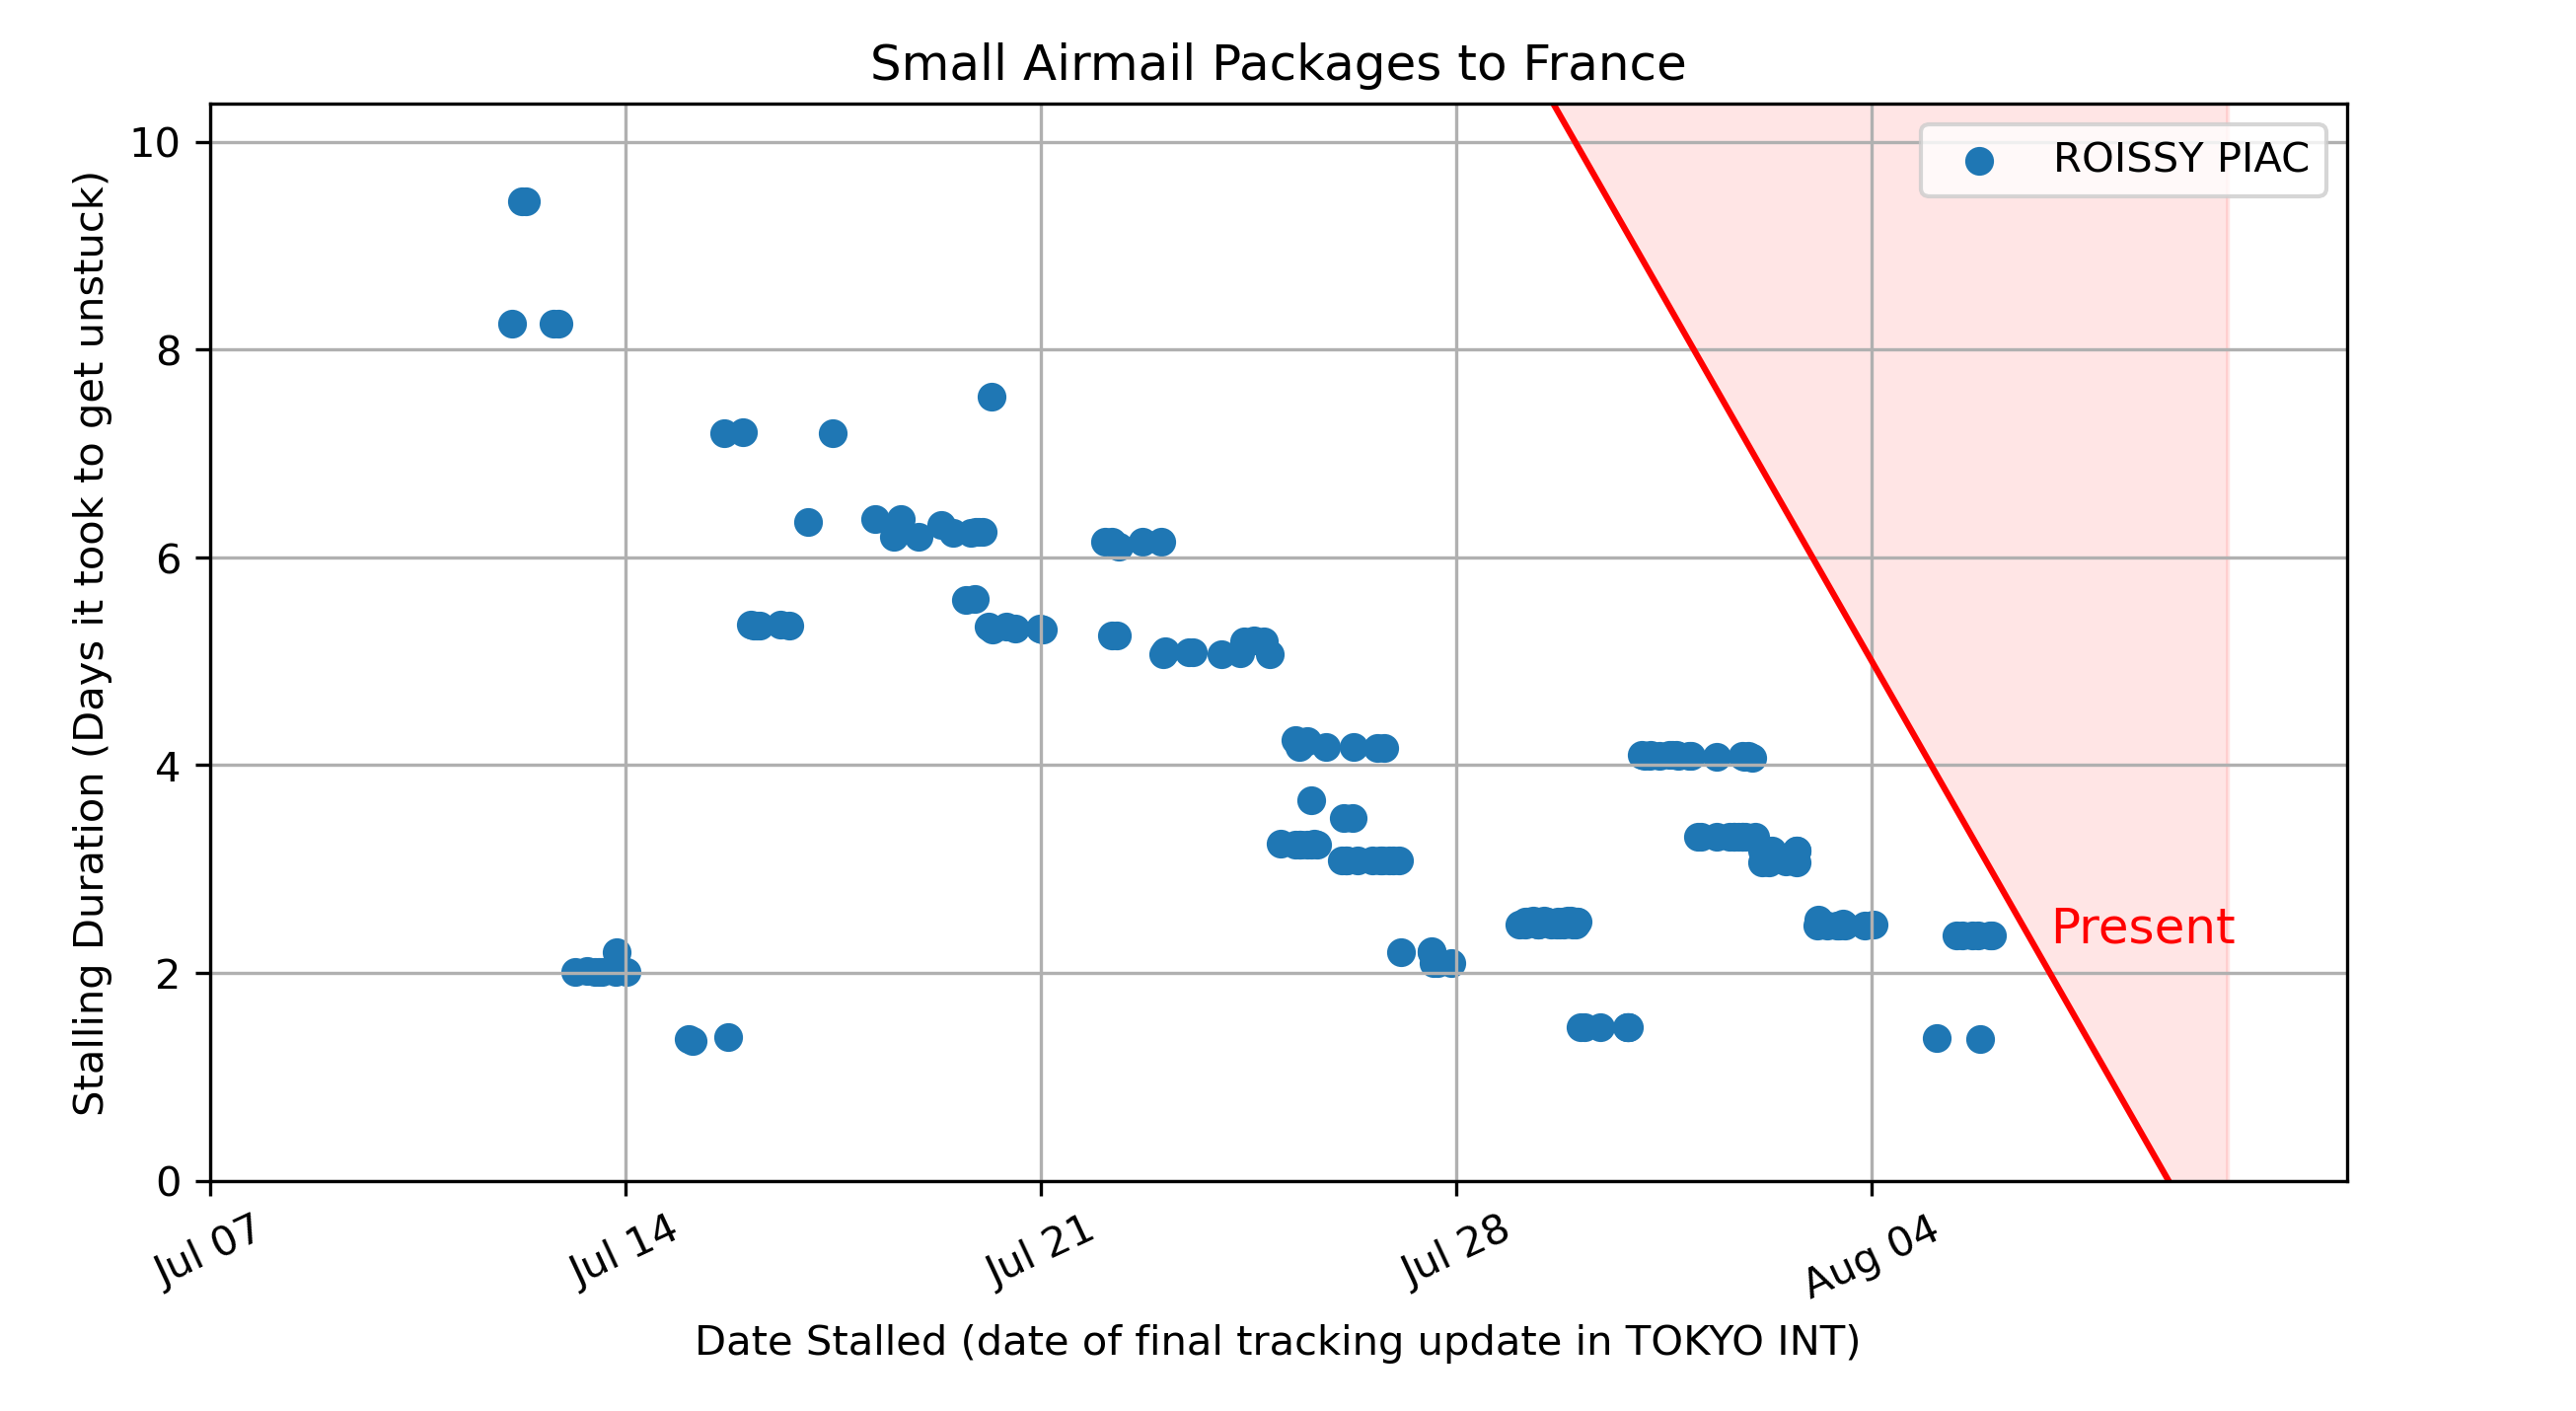 Small Airmail Packages to France
ROISSY PIAC
Present
Stalling Duration (Days it took to get unstuck)
10
8
6
4
2
0
Jul 07
Jul 14
Jul 21
Jul 28
Aug 04
Date Stalled (date of final tracking update in TOKYO INT)